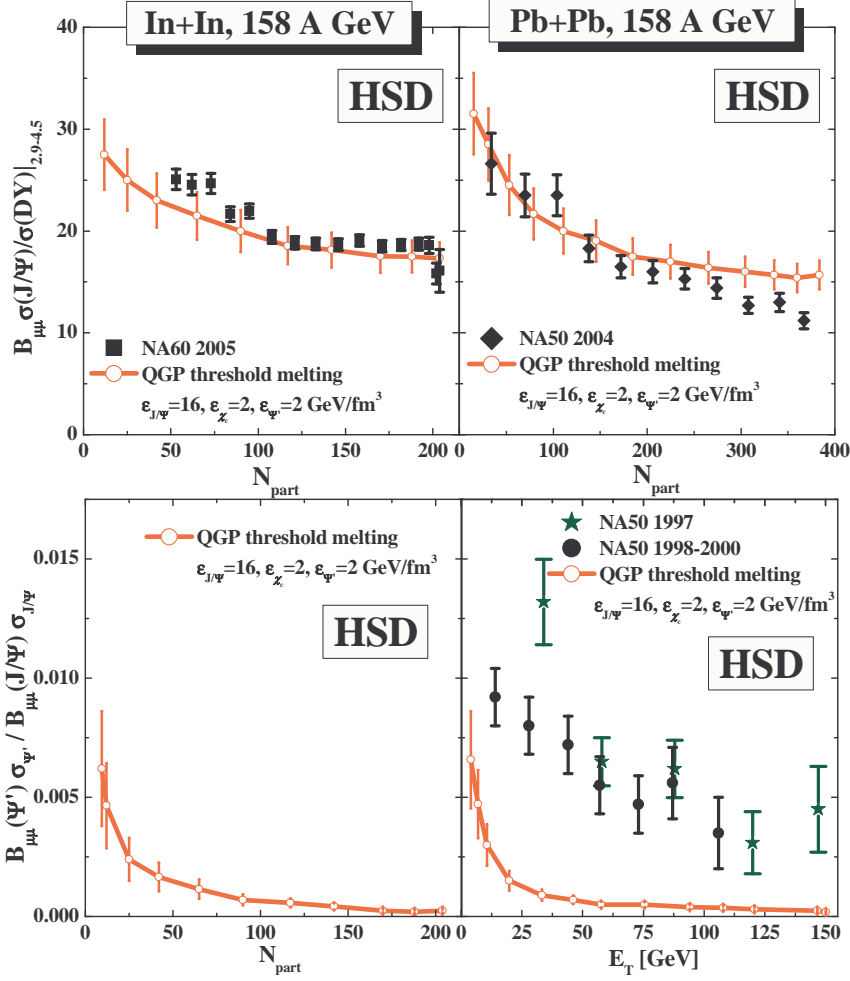 In+In, 158 A GeV
Pb+Pb, 158 A GeV
B_μμ σ(J/Ψ)/σ(DY)|_2.9-4.5
40
30
20
10
0
HSD
NA60 2005
QGP threshold melting
ε_J/Ψ=16, ε_χc=2, ε_Ψ'=2 GeV/fm³
0 50 100 150 200
N_part
HSD
NA50 2004
QGP threshold melting
ε_J/Ψ=16, ε_χc=2, ε_Ψ'=2 GeV/fm³
0 100 200 300 400
N_part
B_μμ(Ψ') σ_Ψ' / B_μμ(J/Ψ) σ_J/Ψ
0.015
0.010
0.005
0.000
QGP threshold melting
ε_J/Ψ=16, ε_χc=2, ε_Ψ'=2 GeV/fm³
HSD
0 50 100 150 200
N_part
NA50 1997
NA50 1998-2000
QGP threshold melting
ε_J/Ψ=16, ε_χc=2, ε_Ψ'=2 GeV/fm³
HSD
0 25 50 75 100 125 150
E_T [GeV]